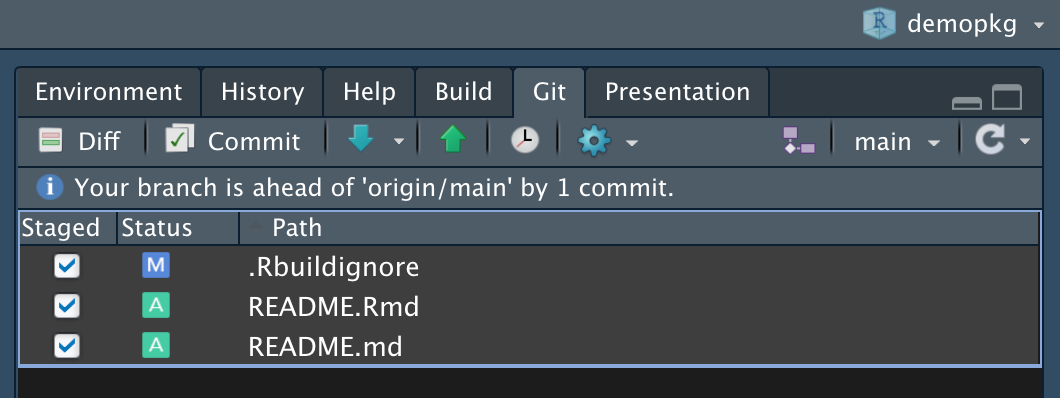 demopkg
Environment History Help Build Git Presentation
Diff Commit main
Your branch is ahead of 'origin/main' by 1 commit.
Staged Status Path
M .Rbuildignore
A README.Rmd
A README.md